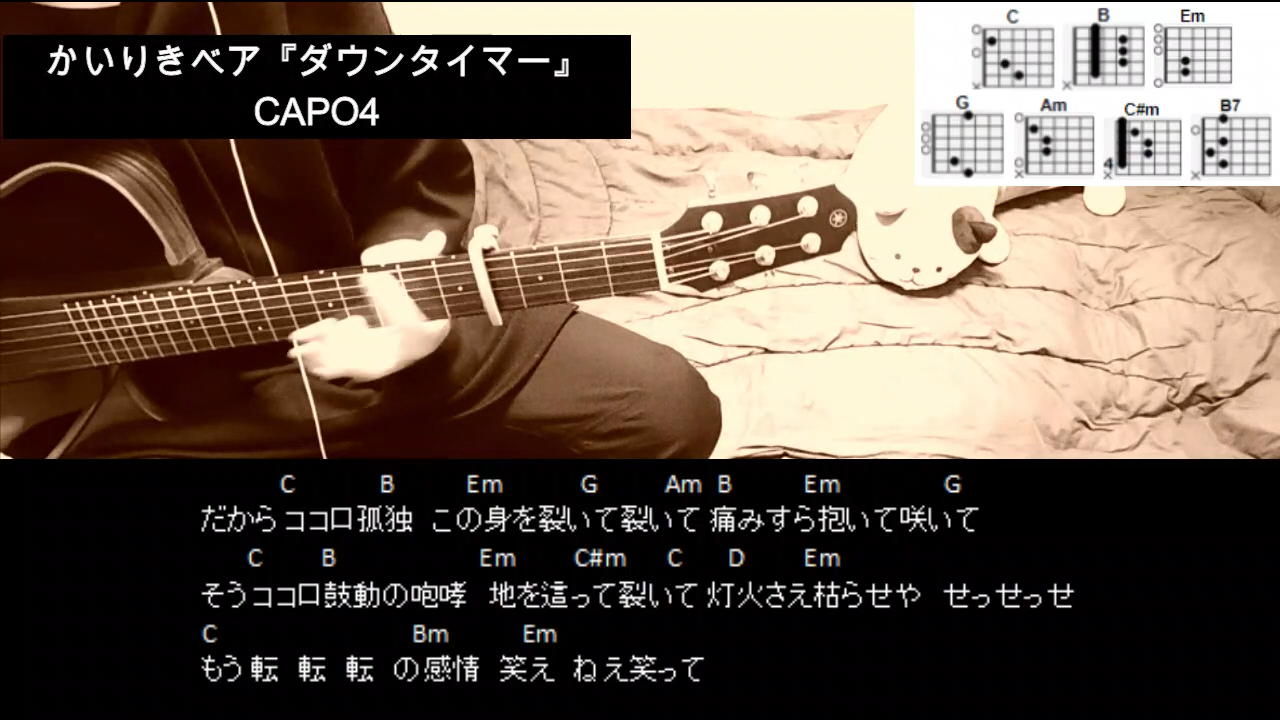 かいりきベア『ダウンタイマー』
CAPO4
C B Em
G Am C#m B7
4
C B Em G Am B Em G
だからココロ孤独 この身を裂いて裂いて 痛みすら抱いて咲いて
C B Em C#m C D Em
そうココロ鼓動の咆哮 地を這って裂いて 灯火さえ枯らせや せっせっせ
C Bm Em
もう 転 転 転 の感情 笑え ねえ笑って